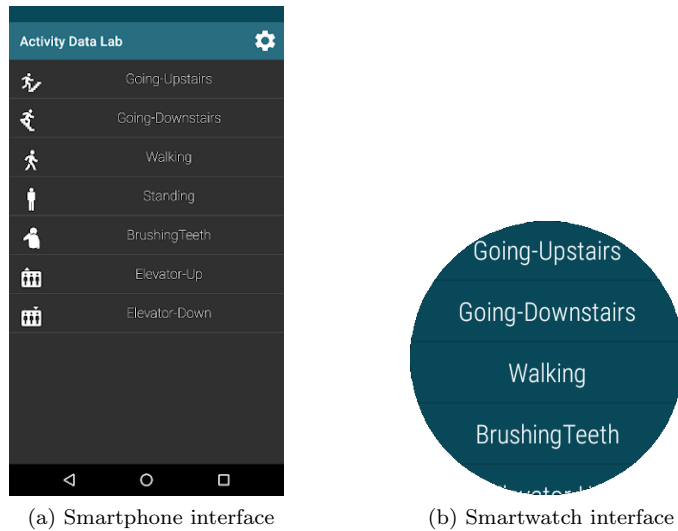 Activity Data Lab
Going-Upstairs
Going-Downstairs
Walking
Standing
BrushingTeeth
Elevator-Up
Elevator-Down
(a) Smartphone interface
Going-Upstairs
Going-Downstairs
Walking
BrushingTeeth
(b) Smartwatch interface